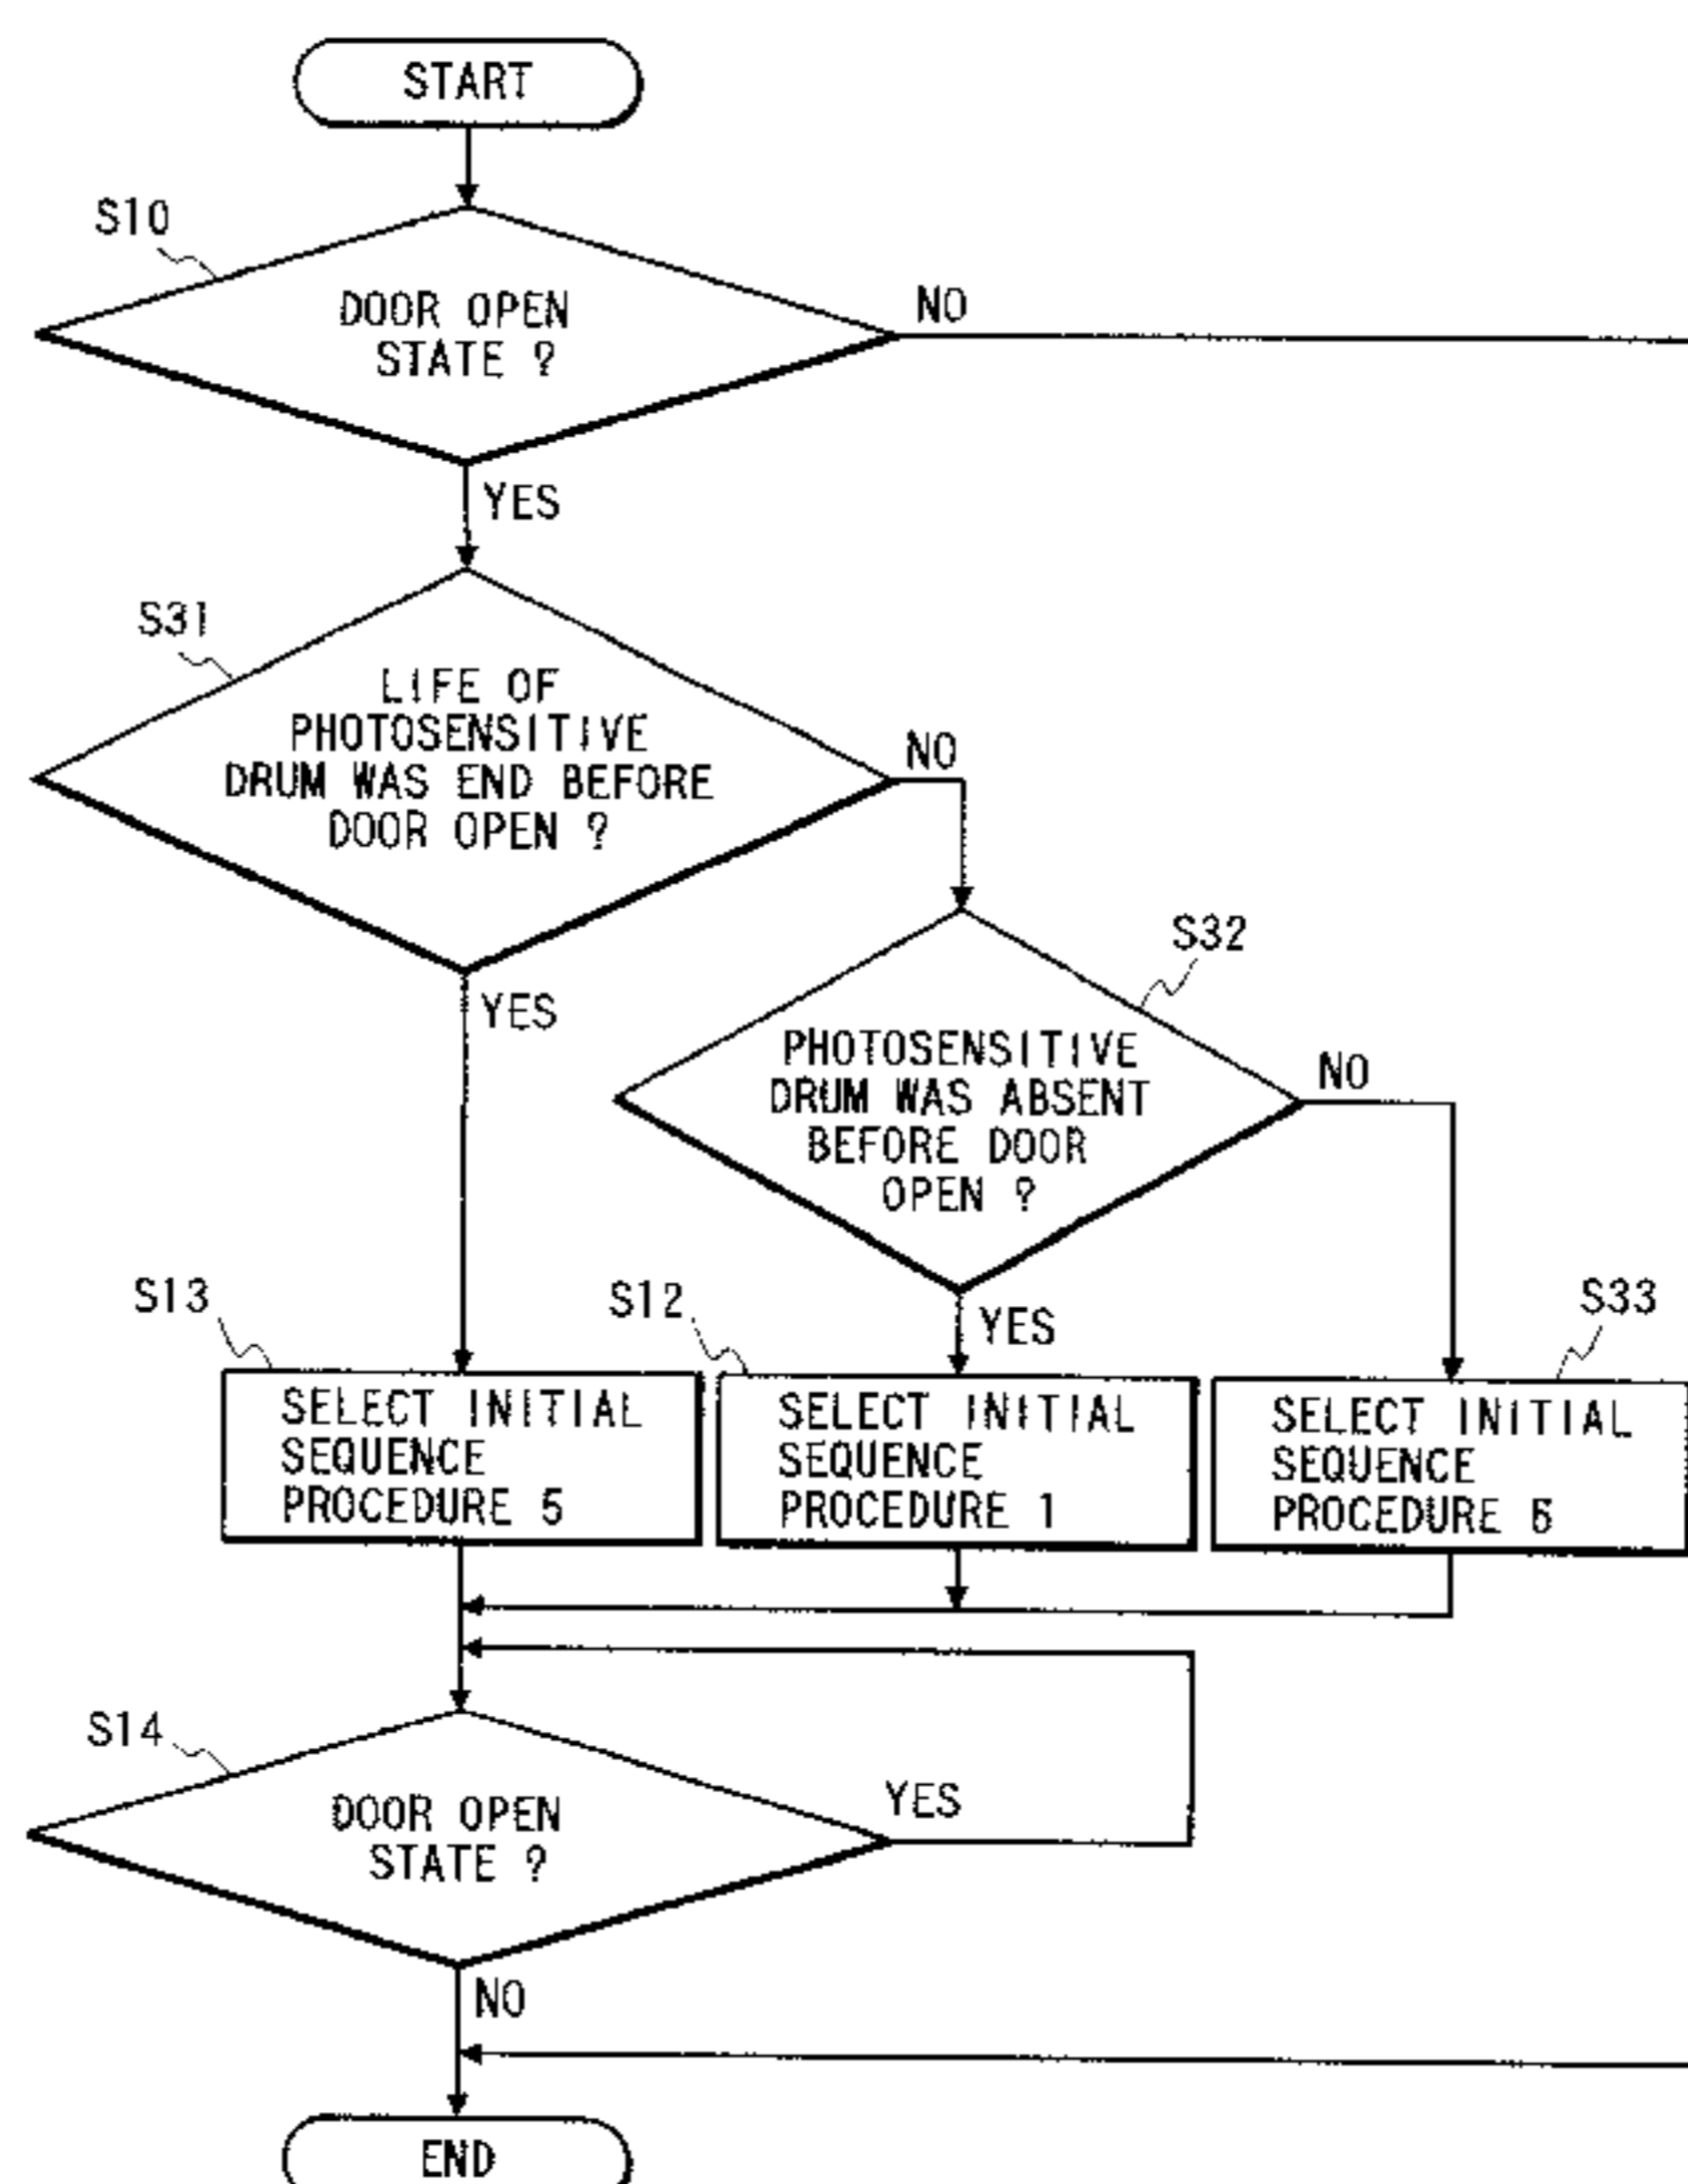 START
S10
DOOR OPEN
STATE ?
NO
YES
S31
LIFE OF
PHOTOSENSITIVE
DRUM WAS END BEFORE
DOOR OPEN ?
NO
YES
S32
PHOTOSENSITIVE
DRUM WAS ABSENT
BEFORE DOOR
OPEN ?
NO
YES
S13
SELECT INITIAL
SEQUENCE
PROCEDURE 5
S12
SELECT INITIAL
SEQUENCE
PROCEDURE 1
S33
SELECT INITIAL
SEQUENCE
PROCEDURE 6
S14
DOOR OPEN
STATE ?
YES
NO
END